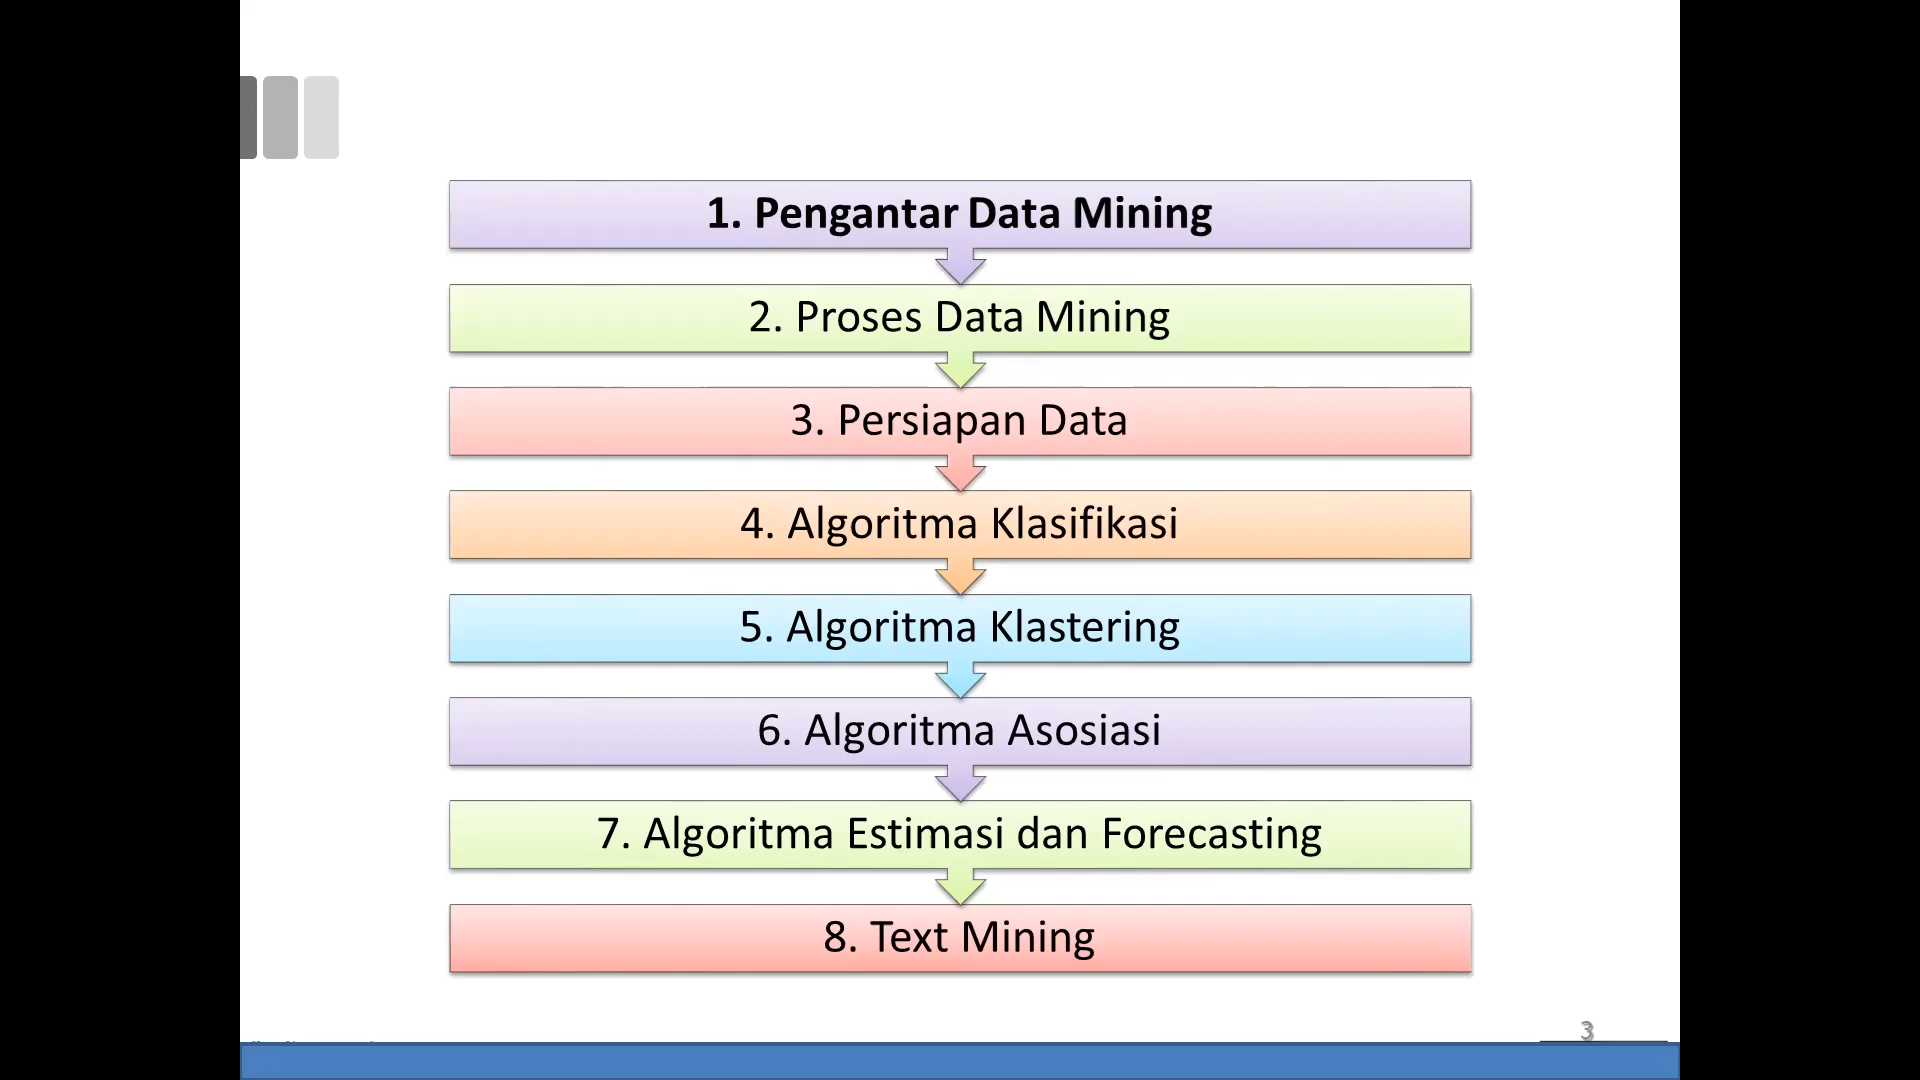 1. Pengantar Data Mining
2. Proses Data Mining
3. Persiapan Data
4. Algoritma Klasifikasi
5. Algoritma Klastering
6. Algoritma Asosiasi
7. Algoritma Estimasi dan Forecasting
8. Text Mining
3